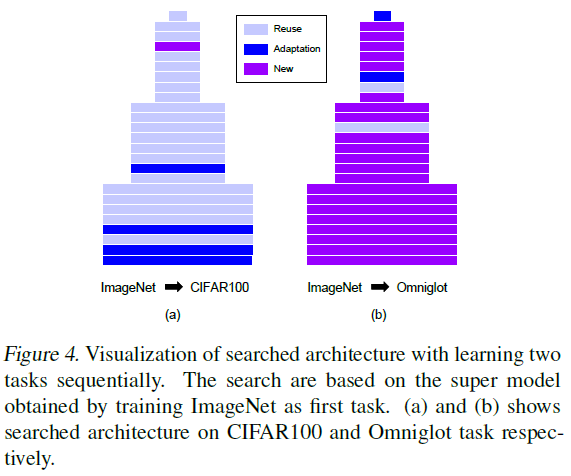 Reuse
Adaptation
New
ImageNet ➡ CIFAR100
ImageNet ➡ Omniglot
(a)
(b)
Figure 4. Visualization of searched architecture with learning two
tasks sequentially. The search are based on the super model
obtained by training ImageNet as first task. (a) and (b) shows
searched architecture on CIFAR100 and Omniglot task respec-
tively.